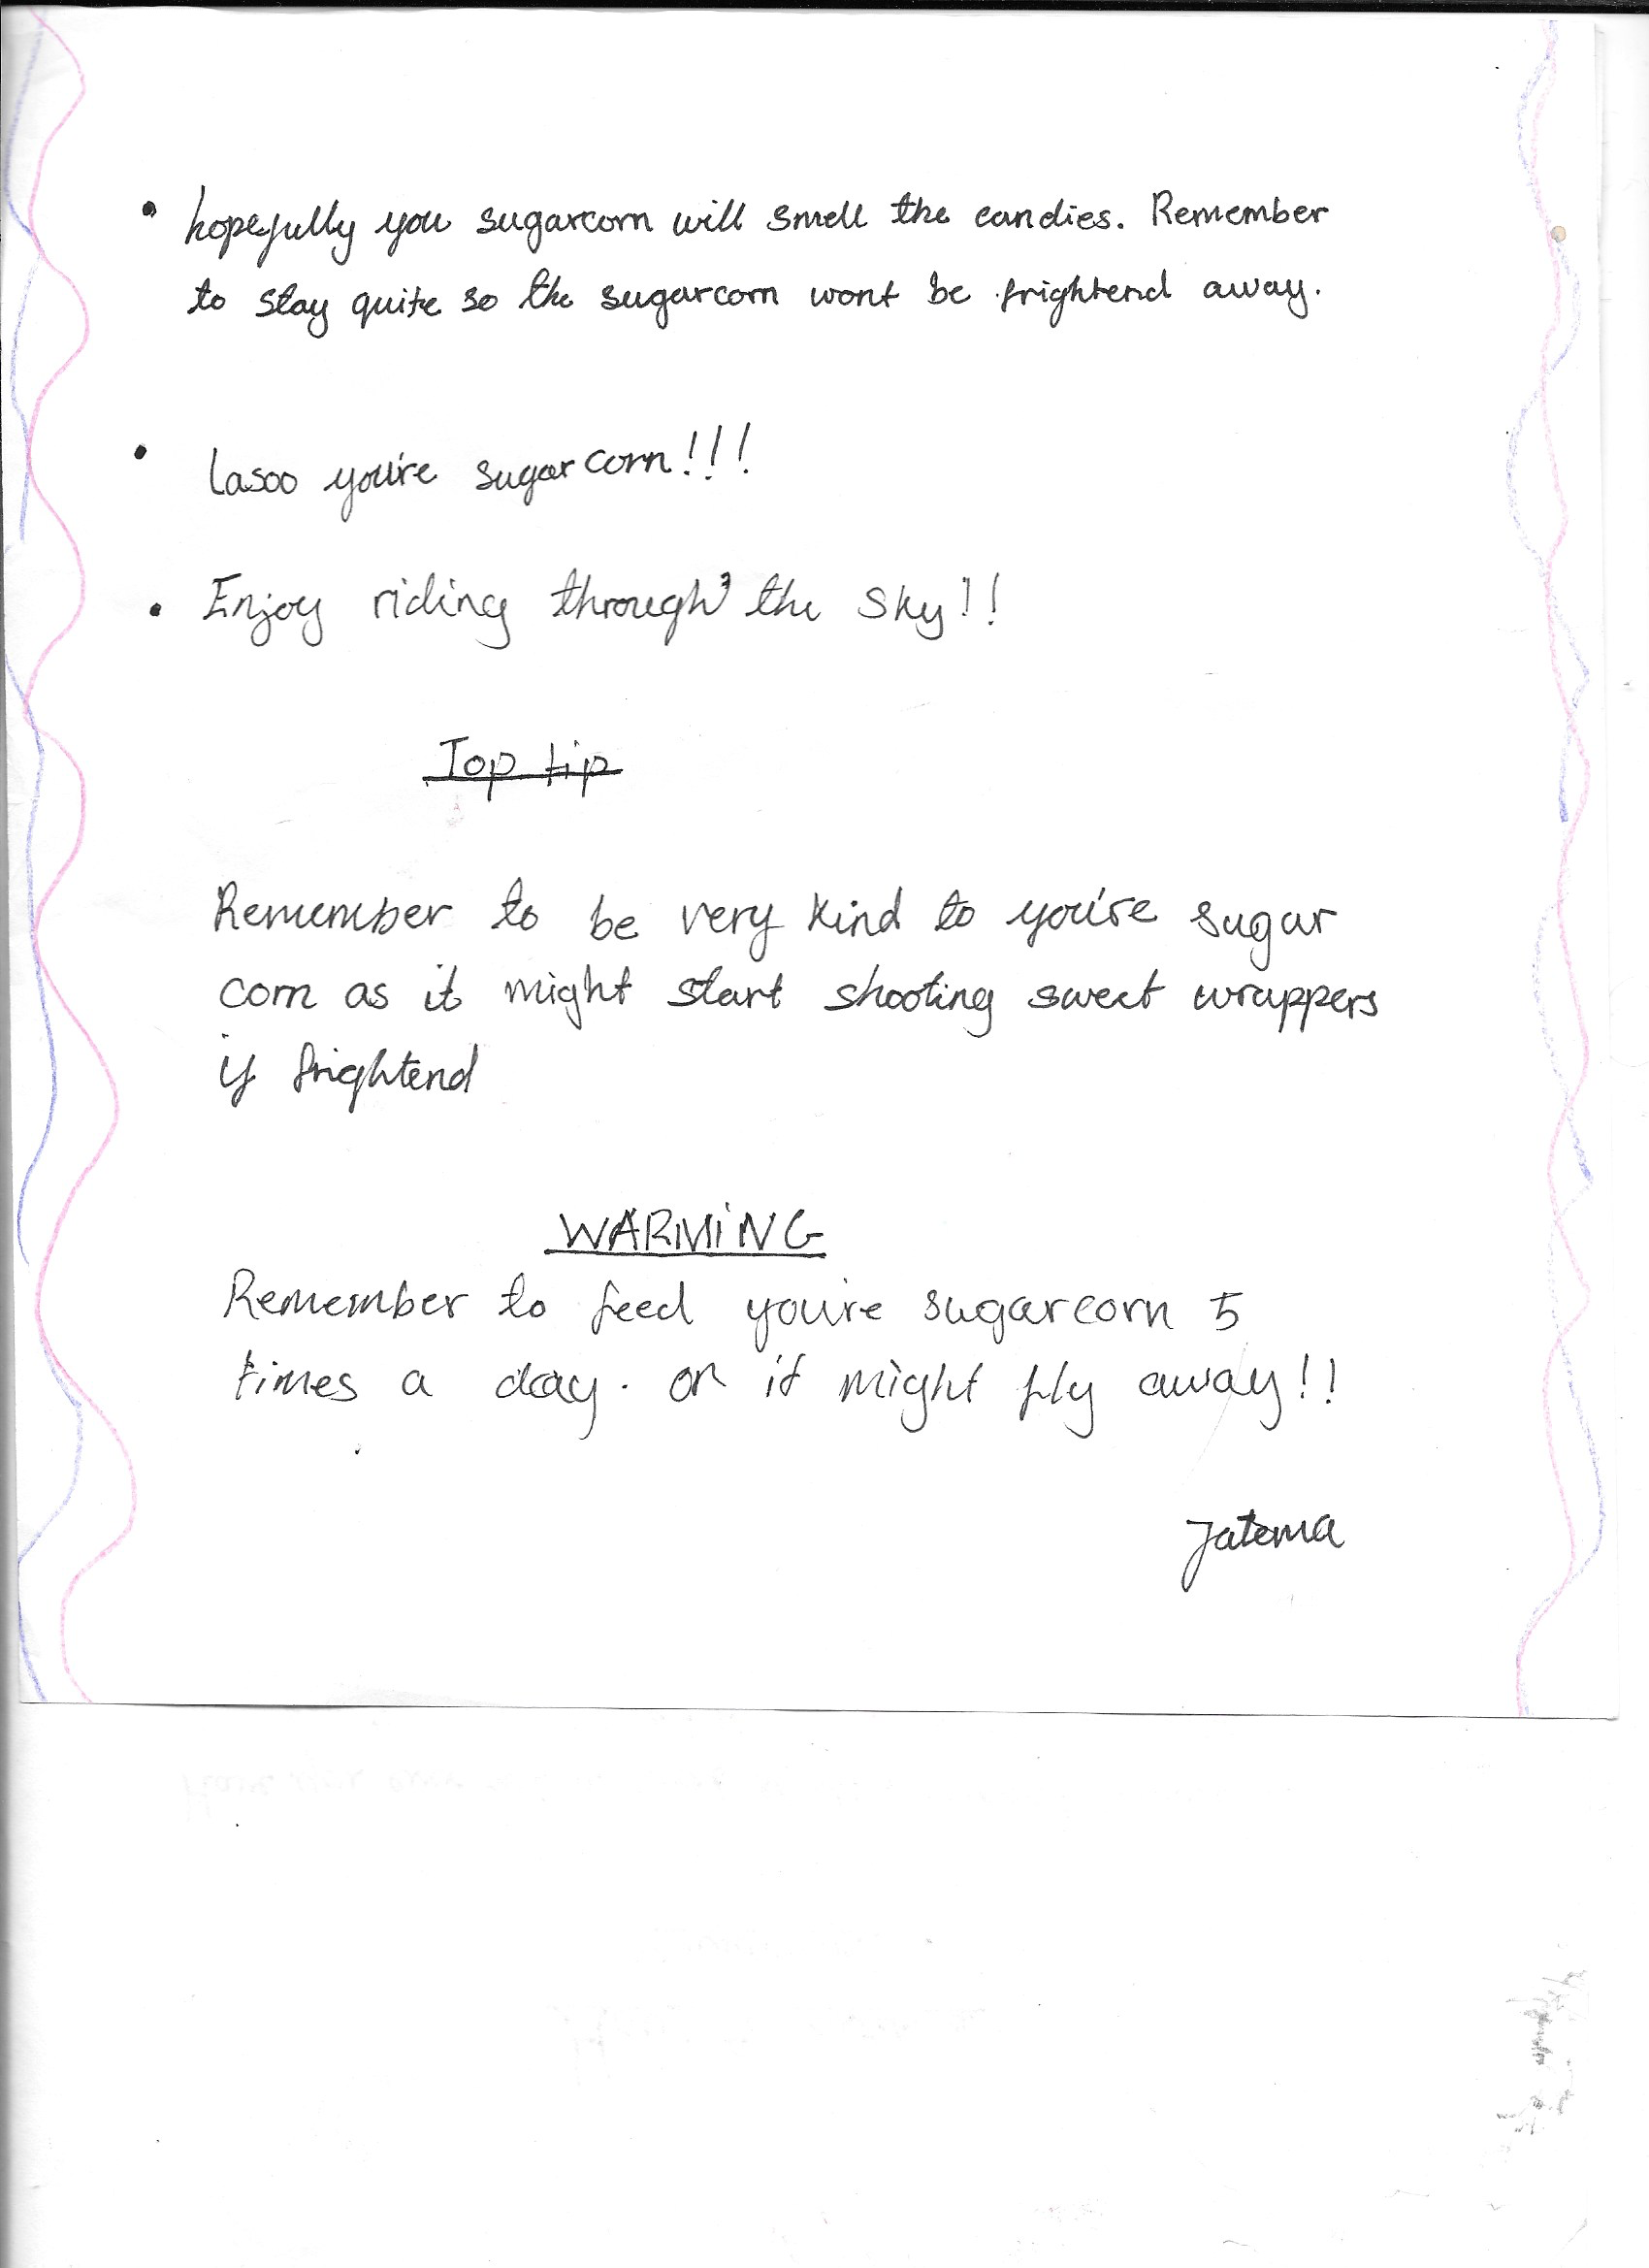 • hopefully you sugarcorn will smell the candies. Remember
to stay quite so the sugarcorn wont be frightend away.
• lasoo you're sugarcorn!!!
• Enjoy riding through the sky!!
Top tip
Remember to be very kind to you're sugar
corn as it might start shooting sweet wrappers
if frightend
WARMING
Remember to feed you're sugarcorn 5
times a day. or it might fly away!!
Fatema